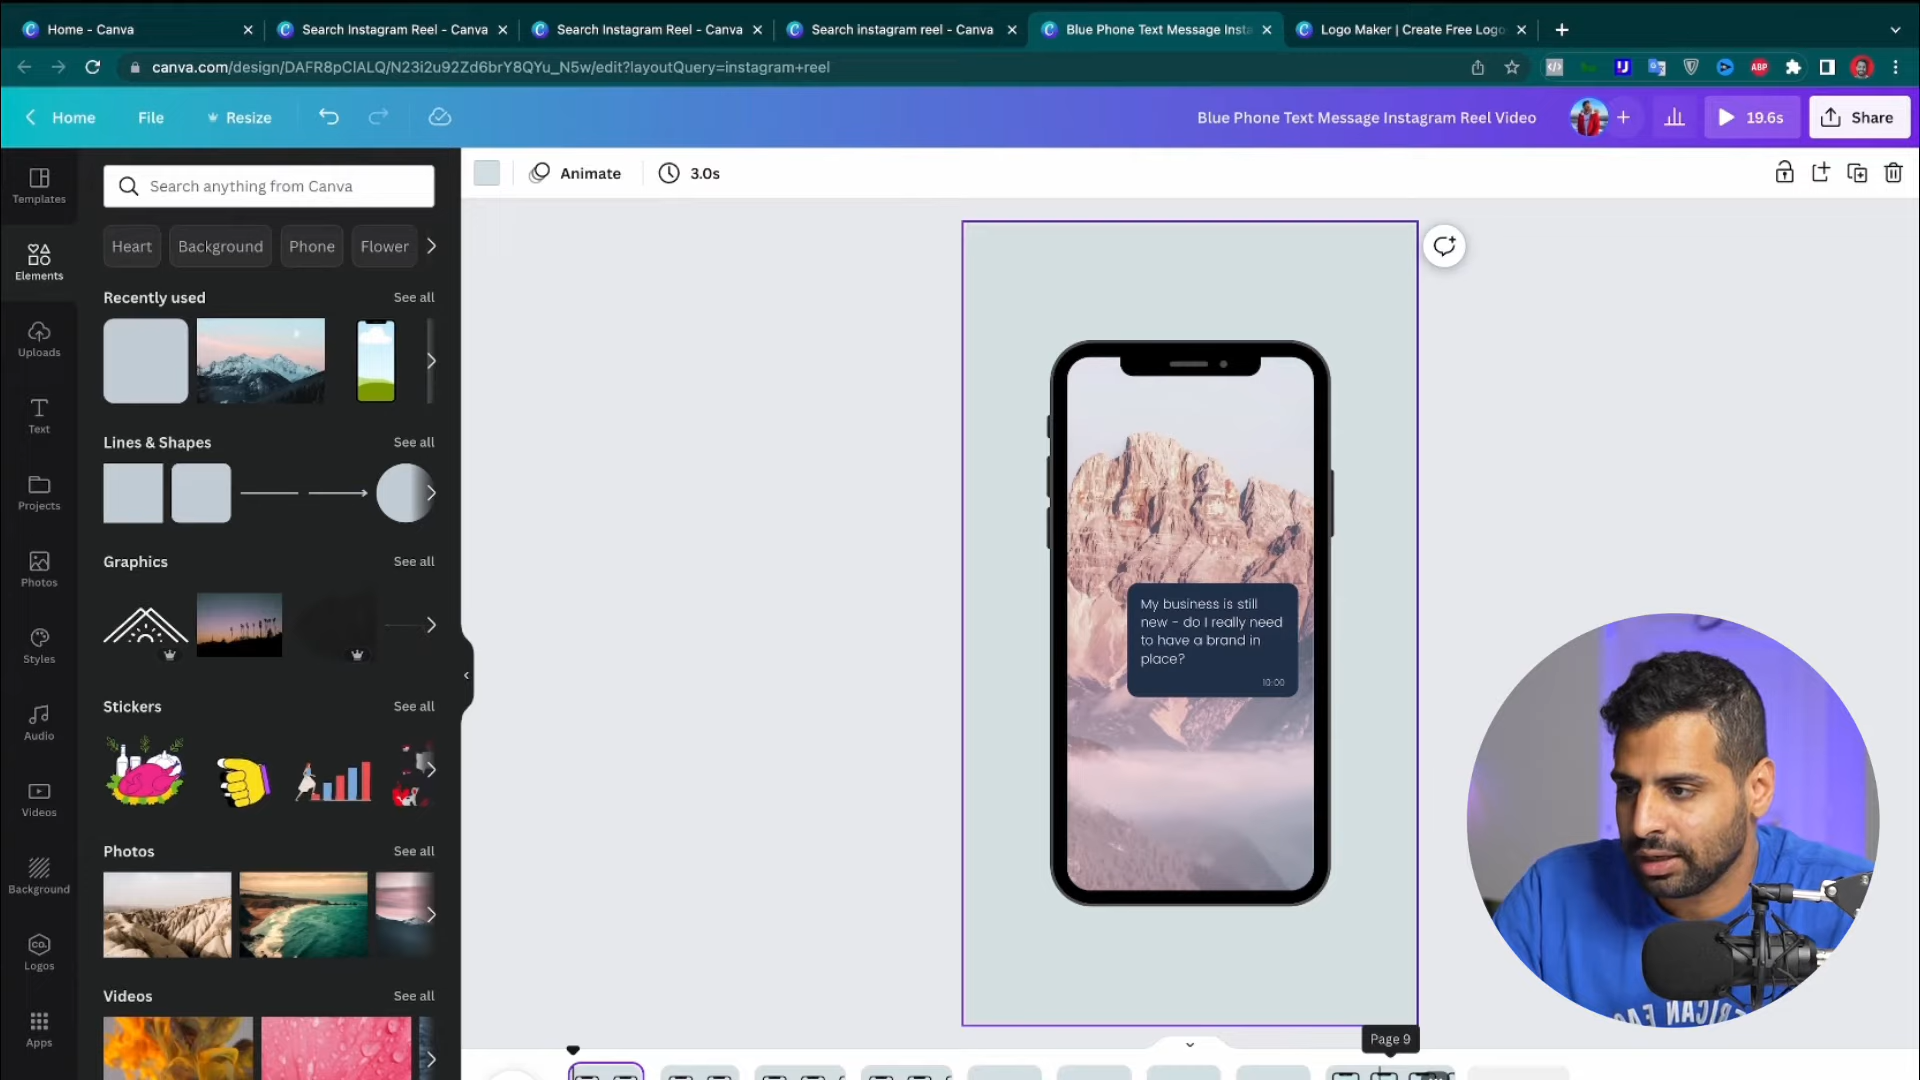 Home - Canva
Search Instagram Reel - Canva
Search Instagram Reel - Canva
Search instagram reel - Canva
Blue Phone Text Message Insta
Logo Maker | Create Free Logo
canva.com/design/DAFR8pCIALQ/N23i2u92Zd6brY8QYu_N5w/edit?layoutQuery=instagram+reel
ABP
Home
File
Resize
Blue Phone Text Message Instagram Reel Video
19.6s
Share
Templates
Elements
Uploads
Text
Projects
Photos
Styles
Audio
Videos
Background
CO.
Logos
Apps
Search anything from Canva
Heart
Background
Phone
Flower
Recently used
See all
Lines & Shapes
See all
Graphics
See all
Stickers
See all
Photos
See all
Videos
See all
Animate
3.0s
My business is still
new - do I really need
to have a brand in
place?
10:00
Page 9